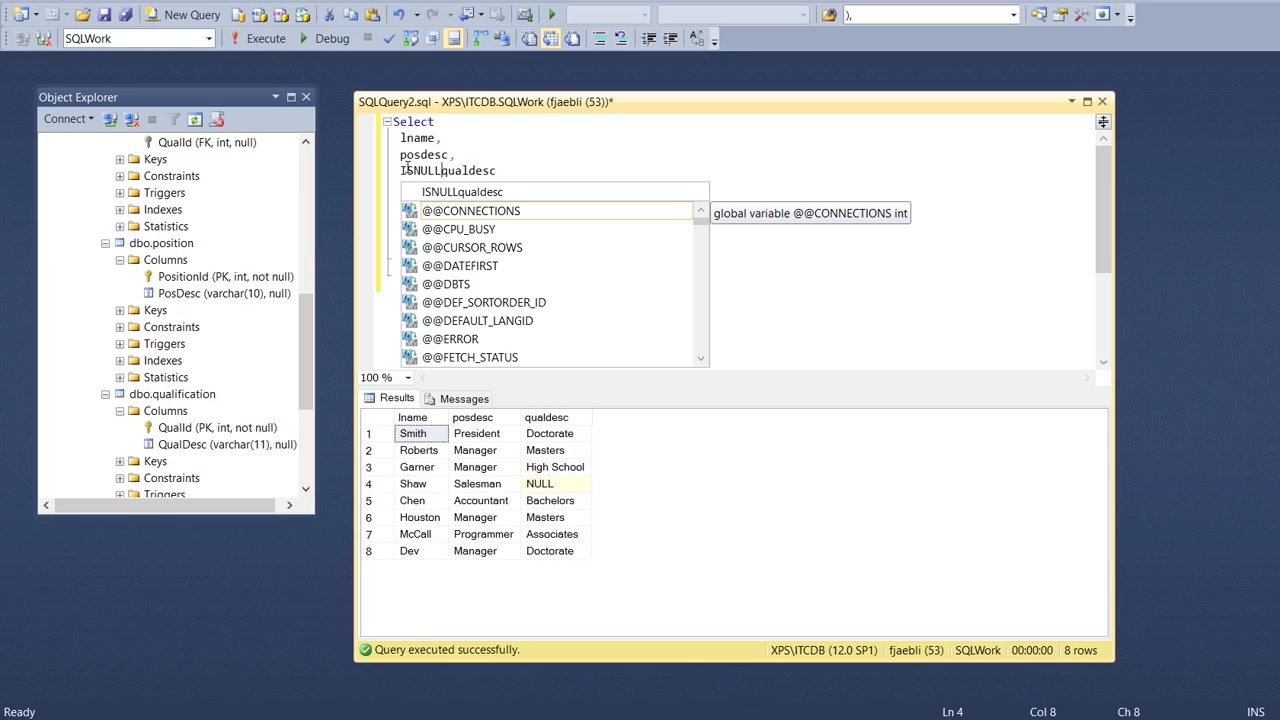 New Query
),
SQLWork
Execute
Debug
Object Explorer
Connect
QualId (FK, int, null)
Keys
Constraints
Triggers
Indexes
Statistics
dbo.position
Columns
PositionId (PK, int, not null)
PosDesc (varchar(10), null)
Keys
Constraints
Triggers
Indexes
Statistics
dbo.qualification
Columns
QualId (PK, int, not null)
QualDesc (varchar(11), null)
Keys
Constraints
Triggers
SQLQuery2.sql - XPS\ITCDB.SQLWork (fjaebli (53))*
Select
lname,
posdesc,
ISNULLqualdesc
ISNULLqualdesc
@@CONNECTIONS
global variable @@CONNECTIONS int
@@CPU_BUSY
@@CURSOR_ROWS
@@DATEFIRST
@@DBTS
@@DEF_SORTORDER_ID
@@DEFAULT_LANGID
@@ERROR
@@FETCH_STATUS
100 %
Results
Messages
lname posdesc qualdesc
1 Smith President Doctorate
2 Roberts Manager Masters
3 Garner Manager High School
4 Shaw Salesman NULL
5 Chen Accountant Bachelors
6 Houston Manager Masters
7 McCall Programmer Associates
8 Dev Manager Doctorate
Query executed successfully.
XPS\ITCDB (12.0 SP1)
fjaebli (53)
SQLWork
00:00:00
8 rows
Ready
Ln 4
Col 8
Ch 8
INS